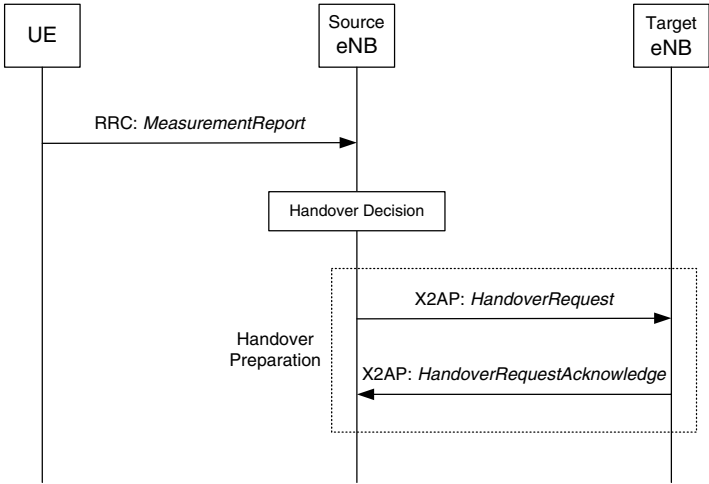 UE
Source
eNB
Target
eNB
RRC: MeasurementReport
Handover Decision
X2AP: HandoverRequest
Handover
Preparation
X2AP: HandoverRequestAcknowledge